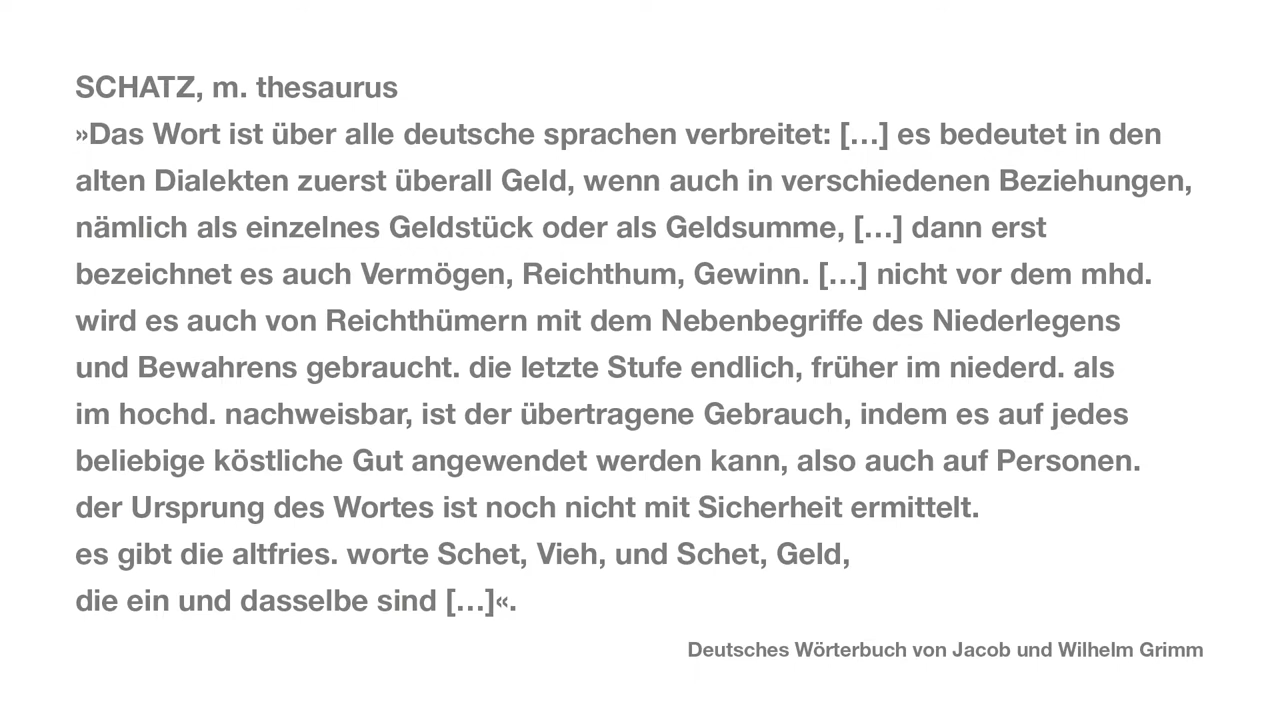 SCHATZ, m. thesaurus
»Das Wort ist über alle deutsche sprachen verbreitet: […] es bedeutet in den
alten Dialekten zuerst überall Geld, wenn auch in verschiedenen Beziehungen,
nämlich als einzelnes Geldstück oder als Geldsumme, […] dann erst
bezeichnet es auch Vermögen, Reichthum, Gewinn. […] nicht vor dem mhd.
wird es auch von Reichthümern mit dem Nebenbegriffe des Niederlegens
und Bewahrens gebraucht. die letzte Stufe endlich, früher im niederd. als
im hochd. nachweisbar, ist der übertragene Gebrauch, indem es auf jedes
beliebige köstliche Gut angewendet werden kann, also auch auf Personen.
der Ursprung des Wortes ist noch nicht mit Sicherheit ermittelt.
es gibt die altfries. worte Schet, Vieh, und Schet, Geld,
die ein und dasselbe sind […]«.
Deutsches Wörterbuch von Jacob und Wilhelm Grimm